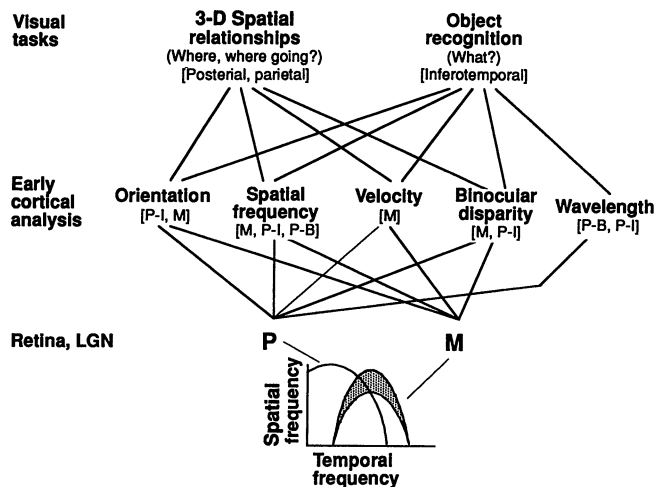 Visual
tasks
3-D Spatial
relationships
(Where, where going?)
[Posterial, parietal]
Object
recognition
(What?)
[Inferotemporal]
Early
cortical
analysis
Orientation
[P-I, M]
Spatial
frequency
[M, P-I, P-B]
Velocity
[M]
Binocular
disparity
[M, P-I]
Wavelength
[P-B, P-I]
Retina, LGN
P
M
Spatial
frequency
Temporal
frequency